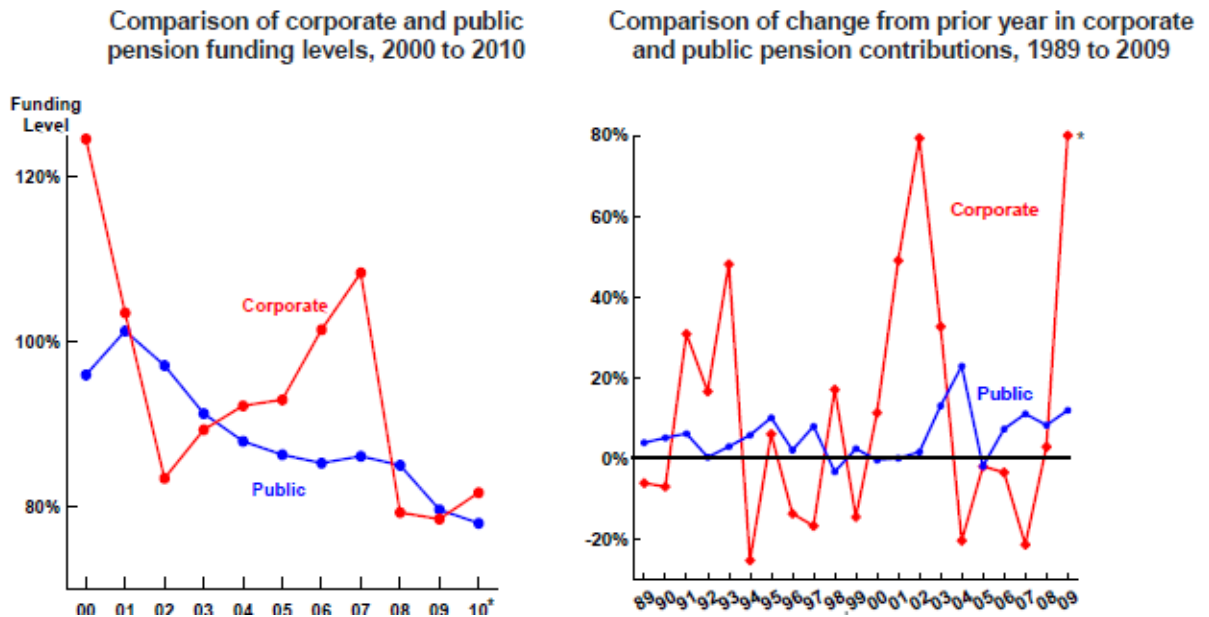 Comparison of corporate and public
pension funding levels, 2000 to 2010
Funding
Level
120%
100%
80%
Corporate
Public
00 01 02 03 04 05 06 07 08 09 10*
Comparison of change from prior year in corporate
and public pension contributions, 1989 to 2009
80%
60%
40%
20%
0%
-20%
*
Corporate
Public
89 90 91 92 93 94 95 96 97 98 99 00 01 02 03 04 05 06 07 08 09